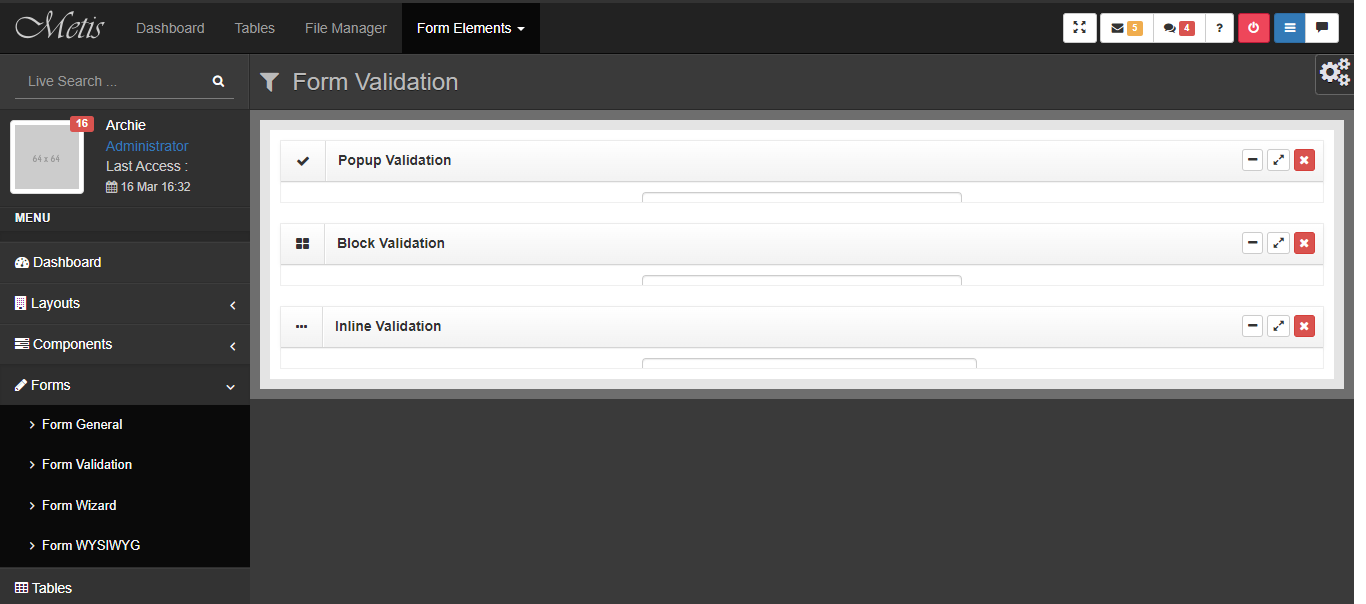 Metis
Dashboard
Tables
File Manager
Form Elements
5
4
?
Live Search ...
Form Validation
64 x 64
16
Archie
Administrator
Last Access :
16 Mar 16:32
MENU
Dashboard
Layouts
Components
Forms
Form General
Form Validation
Form Wizard
Form WYSIWYG
Tables
Popup Validation
Block Validation
Inline Validation